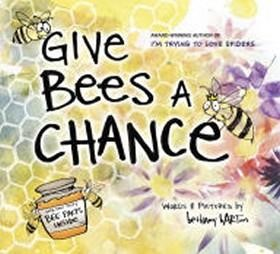 AWARD-WINNING AUTHOR OF
I'M TRYING TO LOVE SPIDERS
GIVE
BEES A
CHANCE
WORDS & PICTURES by
bethany BARTON
BEE FACTS
INSIDE